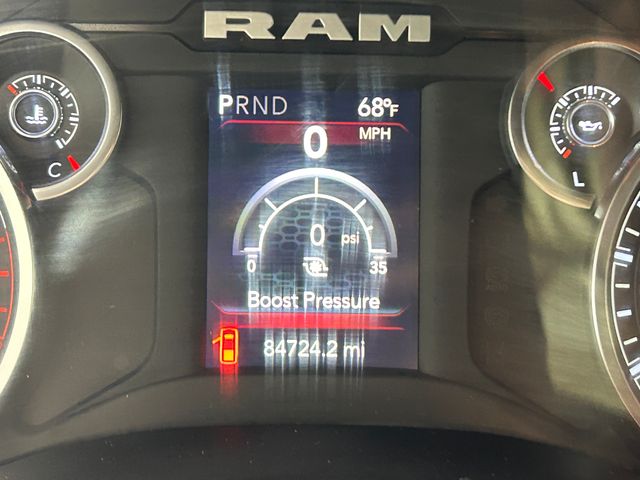 RAM
PRND 68°F
0 MPH
C
L
0 psi
0 35
Boost Pressure
84724.2 mi